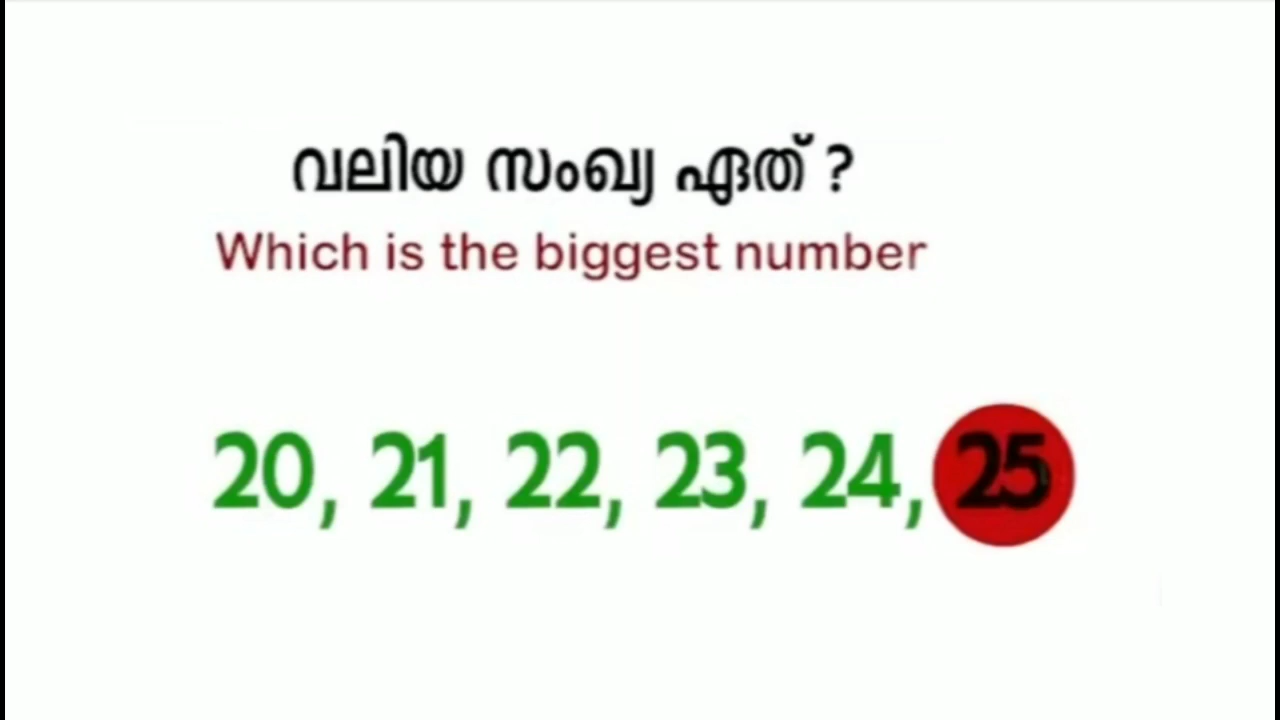 വലിയ സംഖ്യ ഏത് ?
Which is the biggest number
20, 21, 22, 23, 24, 25